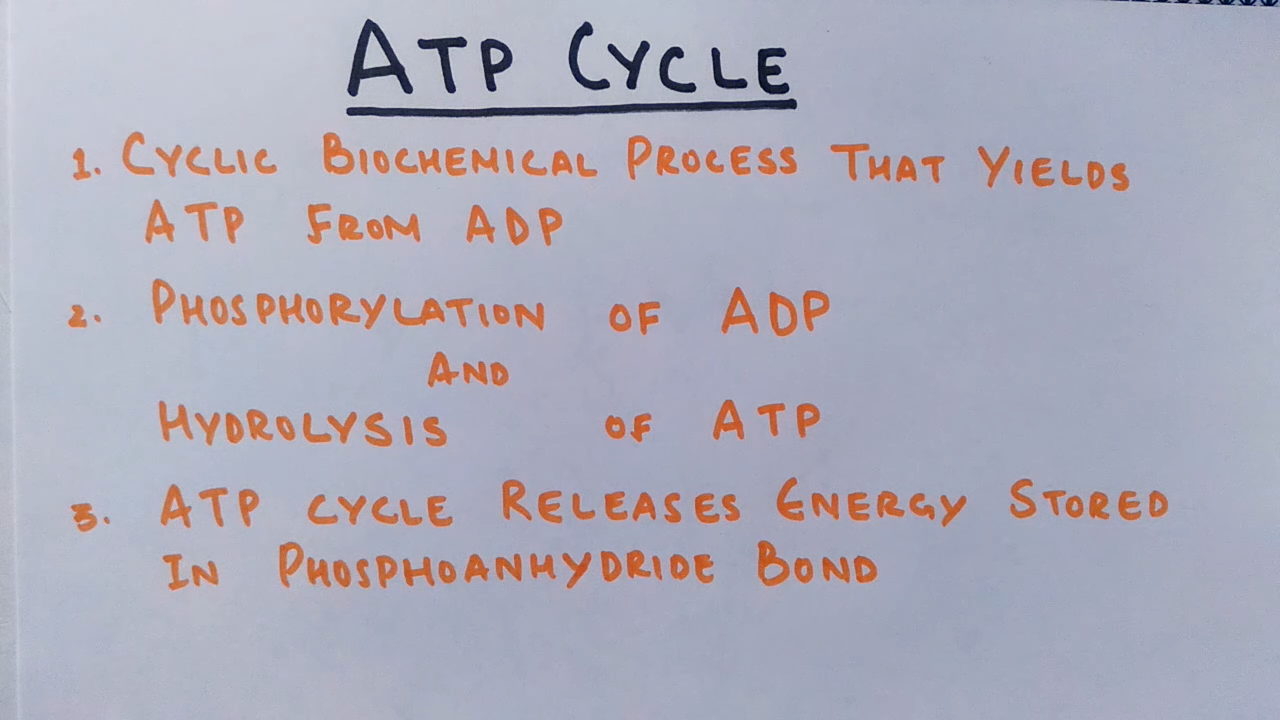 ATP CYCLE
1. CYCLIC BIOCHEMICAL PROCESS THAT YIELDS
ATP FROM ADP
2. PHOSPHORYLATION OF ADP
AND
HYDROLYSIS OF ATP
3. ATP CYCLE RELEASES ENERGY STORED
IN PHOSPHOANHYDRIDE BOND